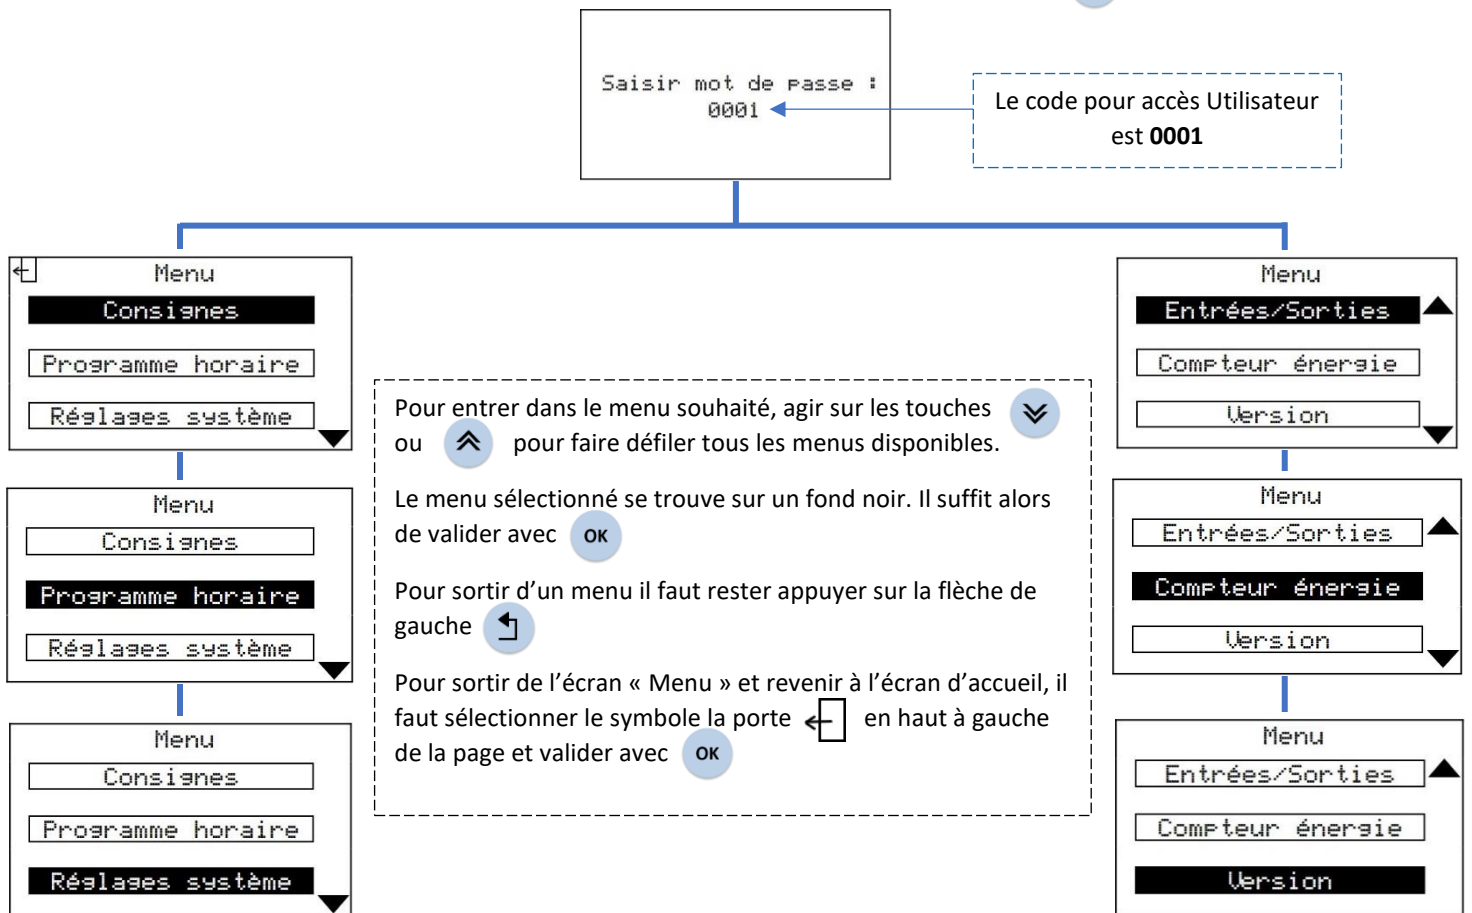 Saisir mot de passe :
0001
Le code pour accès Utilisateur
est 0001
Menu
Consignes
Programme horaire
Réglages système
Menu
Consignes
Programme horaire
Réglages système
Menu
Consignes
Programme horaire
Réglages système
Pour entrer dans le menu souhaité, agir sur les touches
ou pour faire défiler tous les menus disponibles.
Le menu sélectionné se trouve sur un fond noir. Il suffit alors
de valider avec OK
Pour sortir d’un menu il faut rester appuyer sur la flèche de
gauche
Pour sortir de l’écran « Menu » et revenir à l’écran d’accueil, il
faut sélectionner le symbole la porte en haut à gauche
de la page et valider avec OK
Menu
Entrées/Sorties
Compteur énergie
Version
Menu
Entrées/Sorties
Compteur énergie
Version
Menu
Entrées/Sorties
Compteur énergie
Version